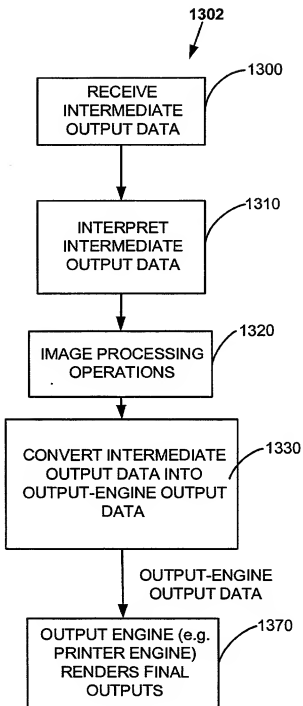 1302
RECEIVE
1300
INTERMEDIATE
OUTPUT DATA
INTERPRET
1310
INTERMEDIATE
OUTPUT DATA
1320
IMAGE PROCESSING
OPERATIONS
CONVERT INTERMEDIATE
1330
OUTPUT DATA INTO
OUTPUT-ENGINE OUTPUT
DATA
OUTPUT-ENGINE
OUTPUT DATA
OUTPUT ENGINE (e.g.
1370
PRINTER ENGINE)
RENDERS FINAL
OUTPUTS